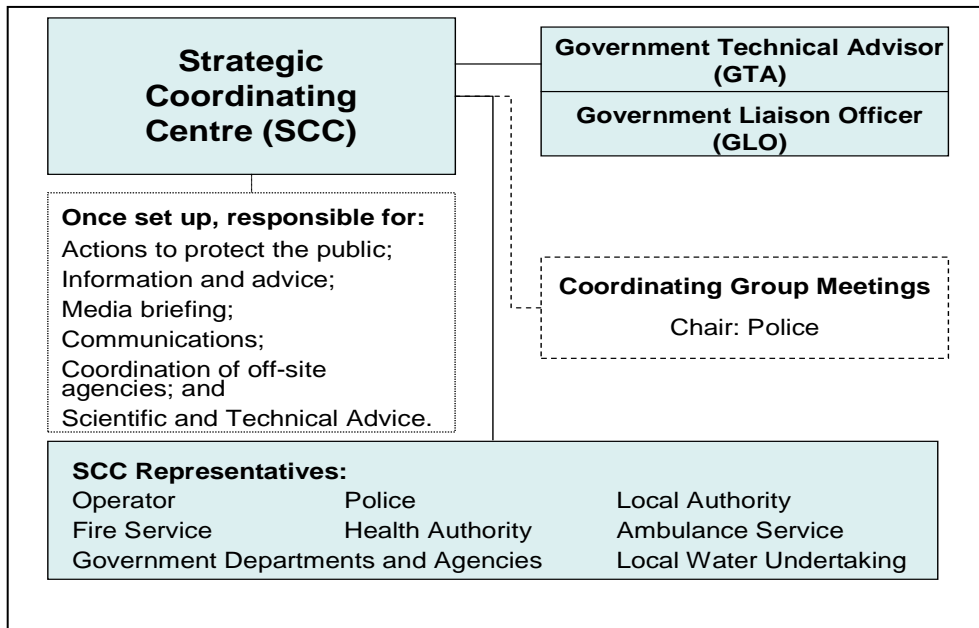 Strategic
Coordinating
Centre (SCC)
Government Technical Advisor
(GTA)
Government Liaison Officer
(GLO)
Once set up, responsible for:
Actions to protect the public;
Information and advice;
Media briefing;
Communications;
Coordination of off-site
agencies; and
Scientific and Technical Advice.
Coordinating Group Meetings
Chair: Police
SCC Representatives:
Operator Police Local Authority
Fire Service Health Authority Ambulance Service
Government Departments and Agencies Local Water Undertaking